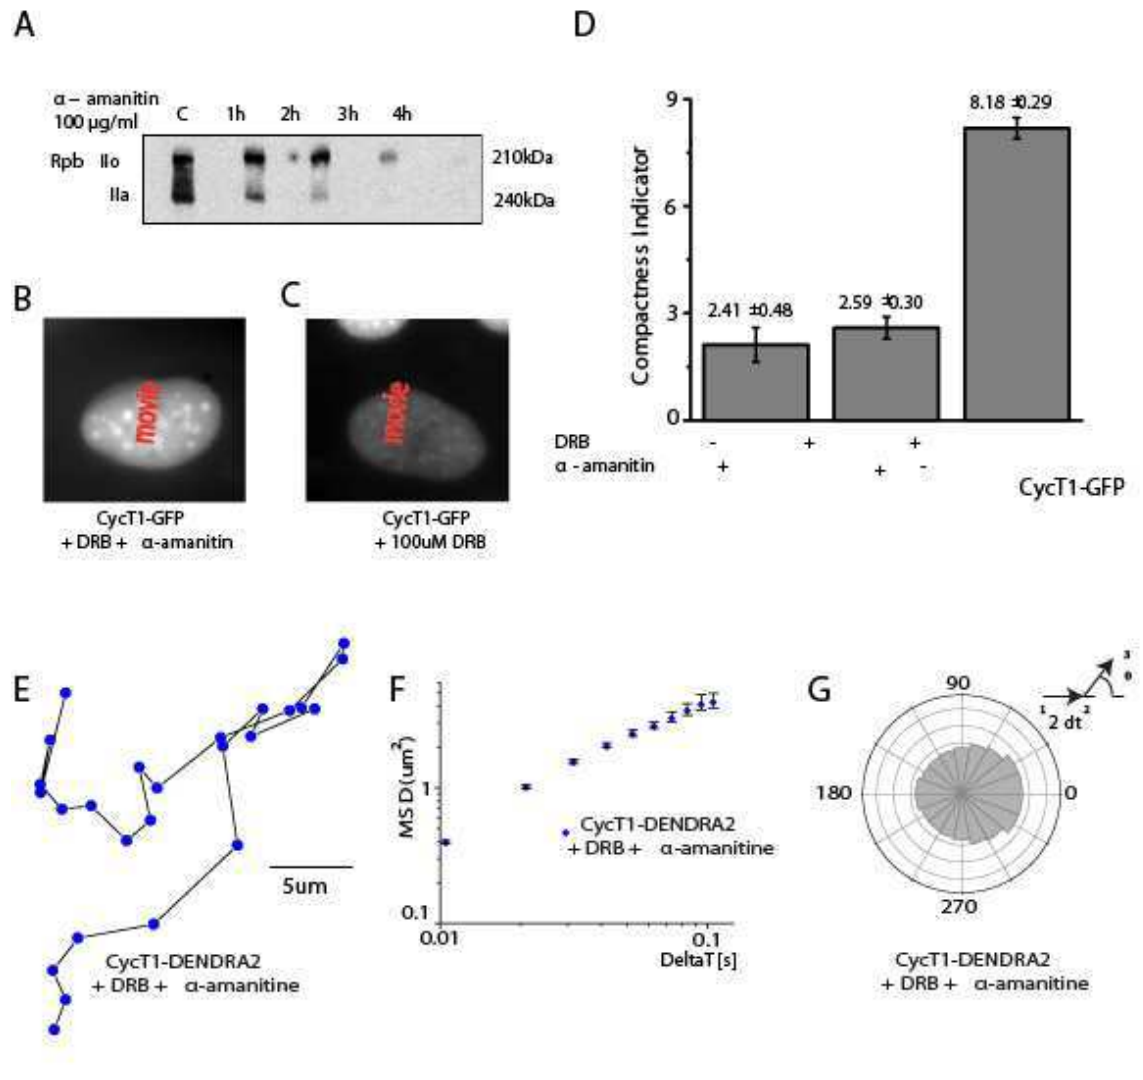 A
D
α – amanitin
100 µg/ml
C 1h 2h 3h 4h
Rpb IIo
IIa
210kDa
240kDa
B
C
movie
movie
CycT1-GFP
+ DRB + α-amanitin
CycT1-GFP
+ 100uM DRB
Compactness Indicator
9
6
3
0
2.41 ±0.48
2.59 ±0.30
8.18 ±0.29
DRB - + +
α - amanitin + + -
CycT1-GFP
E
5um
CycT1-DENDRA2
+ DRB + α-amanitine
F
MSD(um²)
1
0.1
0.01 0.1
DeltaT[s]
CycT1-DENDRA2
+ DRB + α-amanitine
G
90
180
0
270
1 2 3
θ
2 dt
CycT1-DENDRA2
+ DRB + α-amanitine